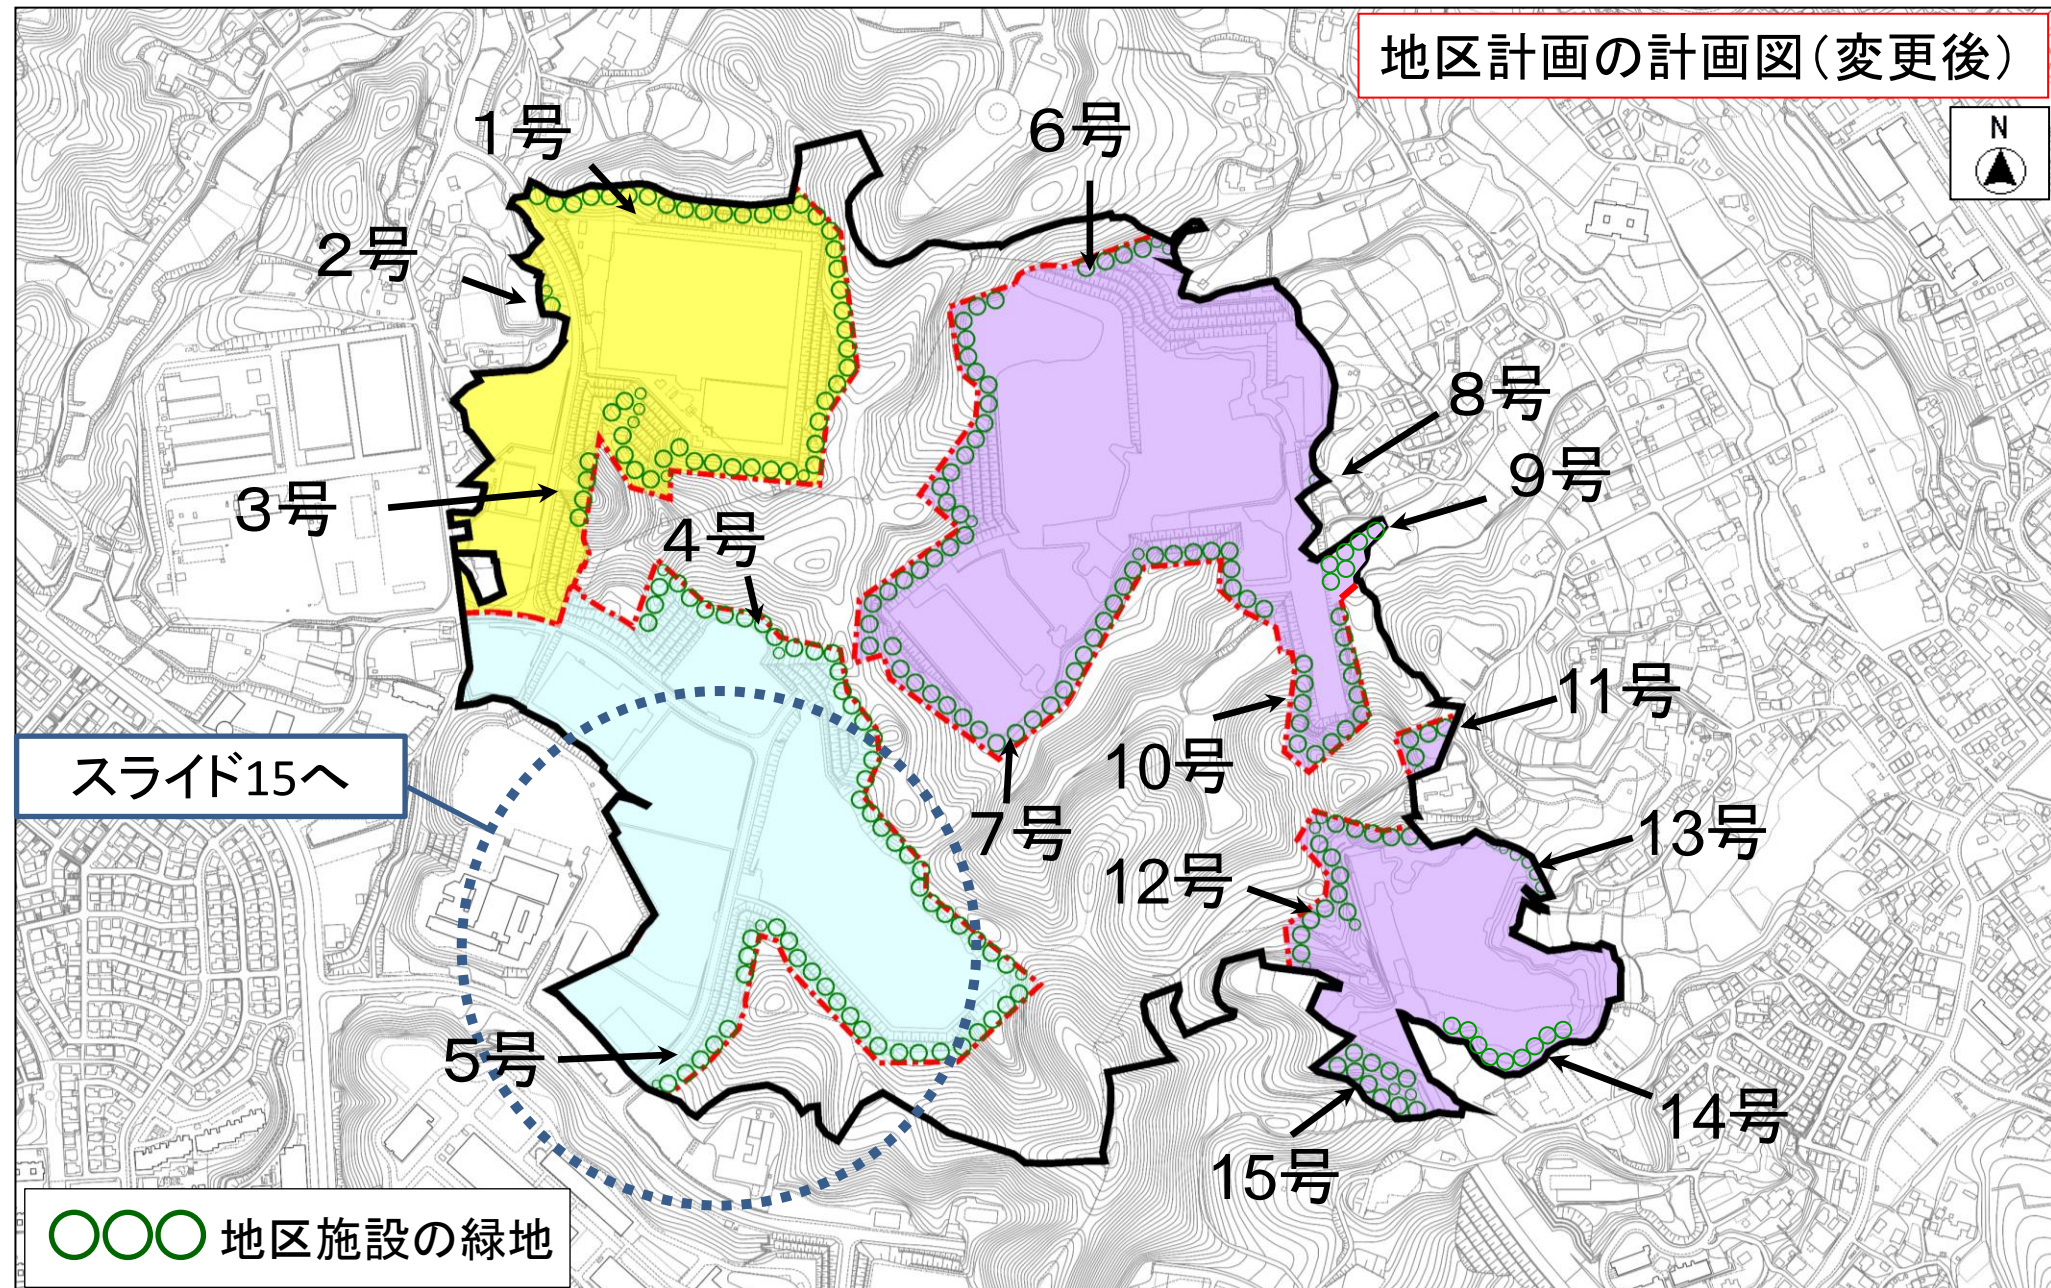 地区計画の計画図（変更後）
N
１号
６号
２号
８号
９号
３号
４号
11号
10号
スライド15へ
７号
13号
12号
５号
14号
15号
○○○ 地区施設の緑地